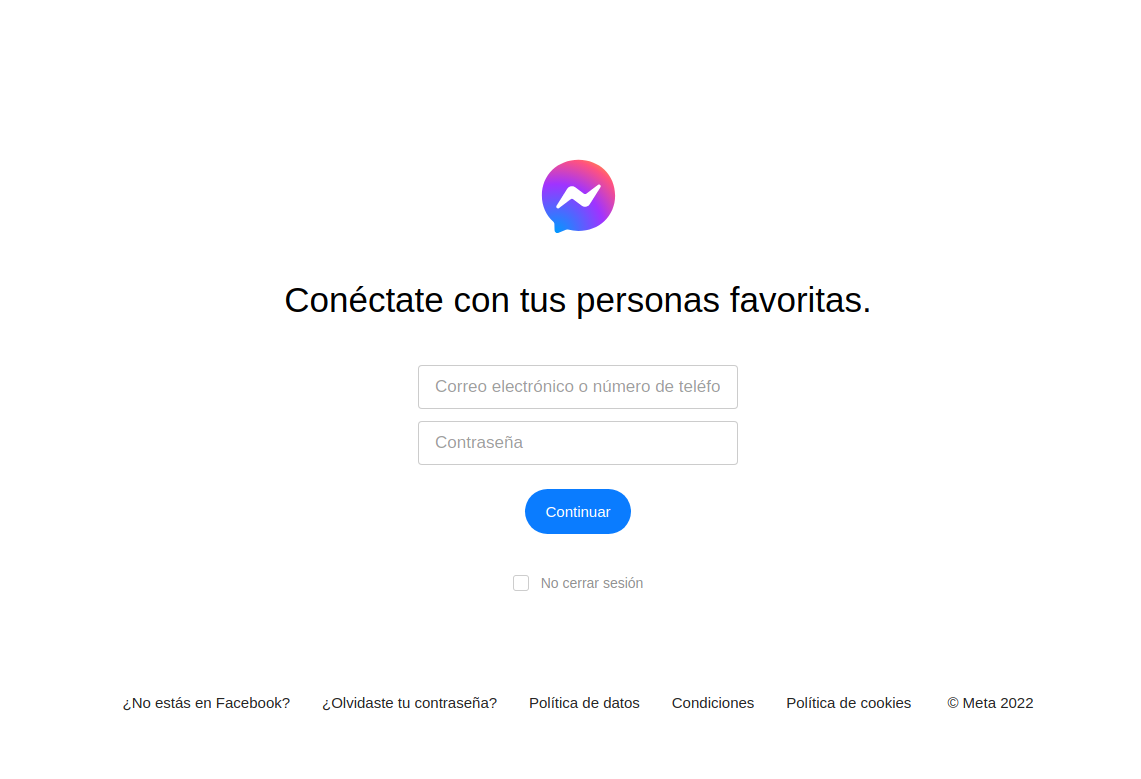 Conéctate con tus personas favoritas.
Correo electrónico o número de teléfo
Contraseña
Continuar
No cerrar sesión
¿No estás en Facebook? ¿Olvidaste tu contraseña? Política de datos Condiciones Política de cookies © Meta 2022